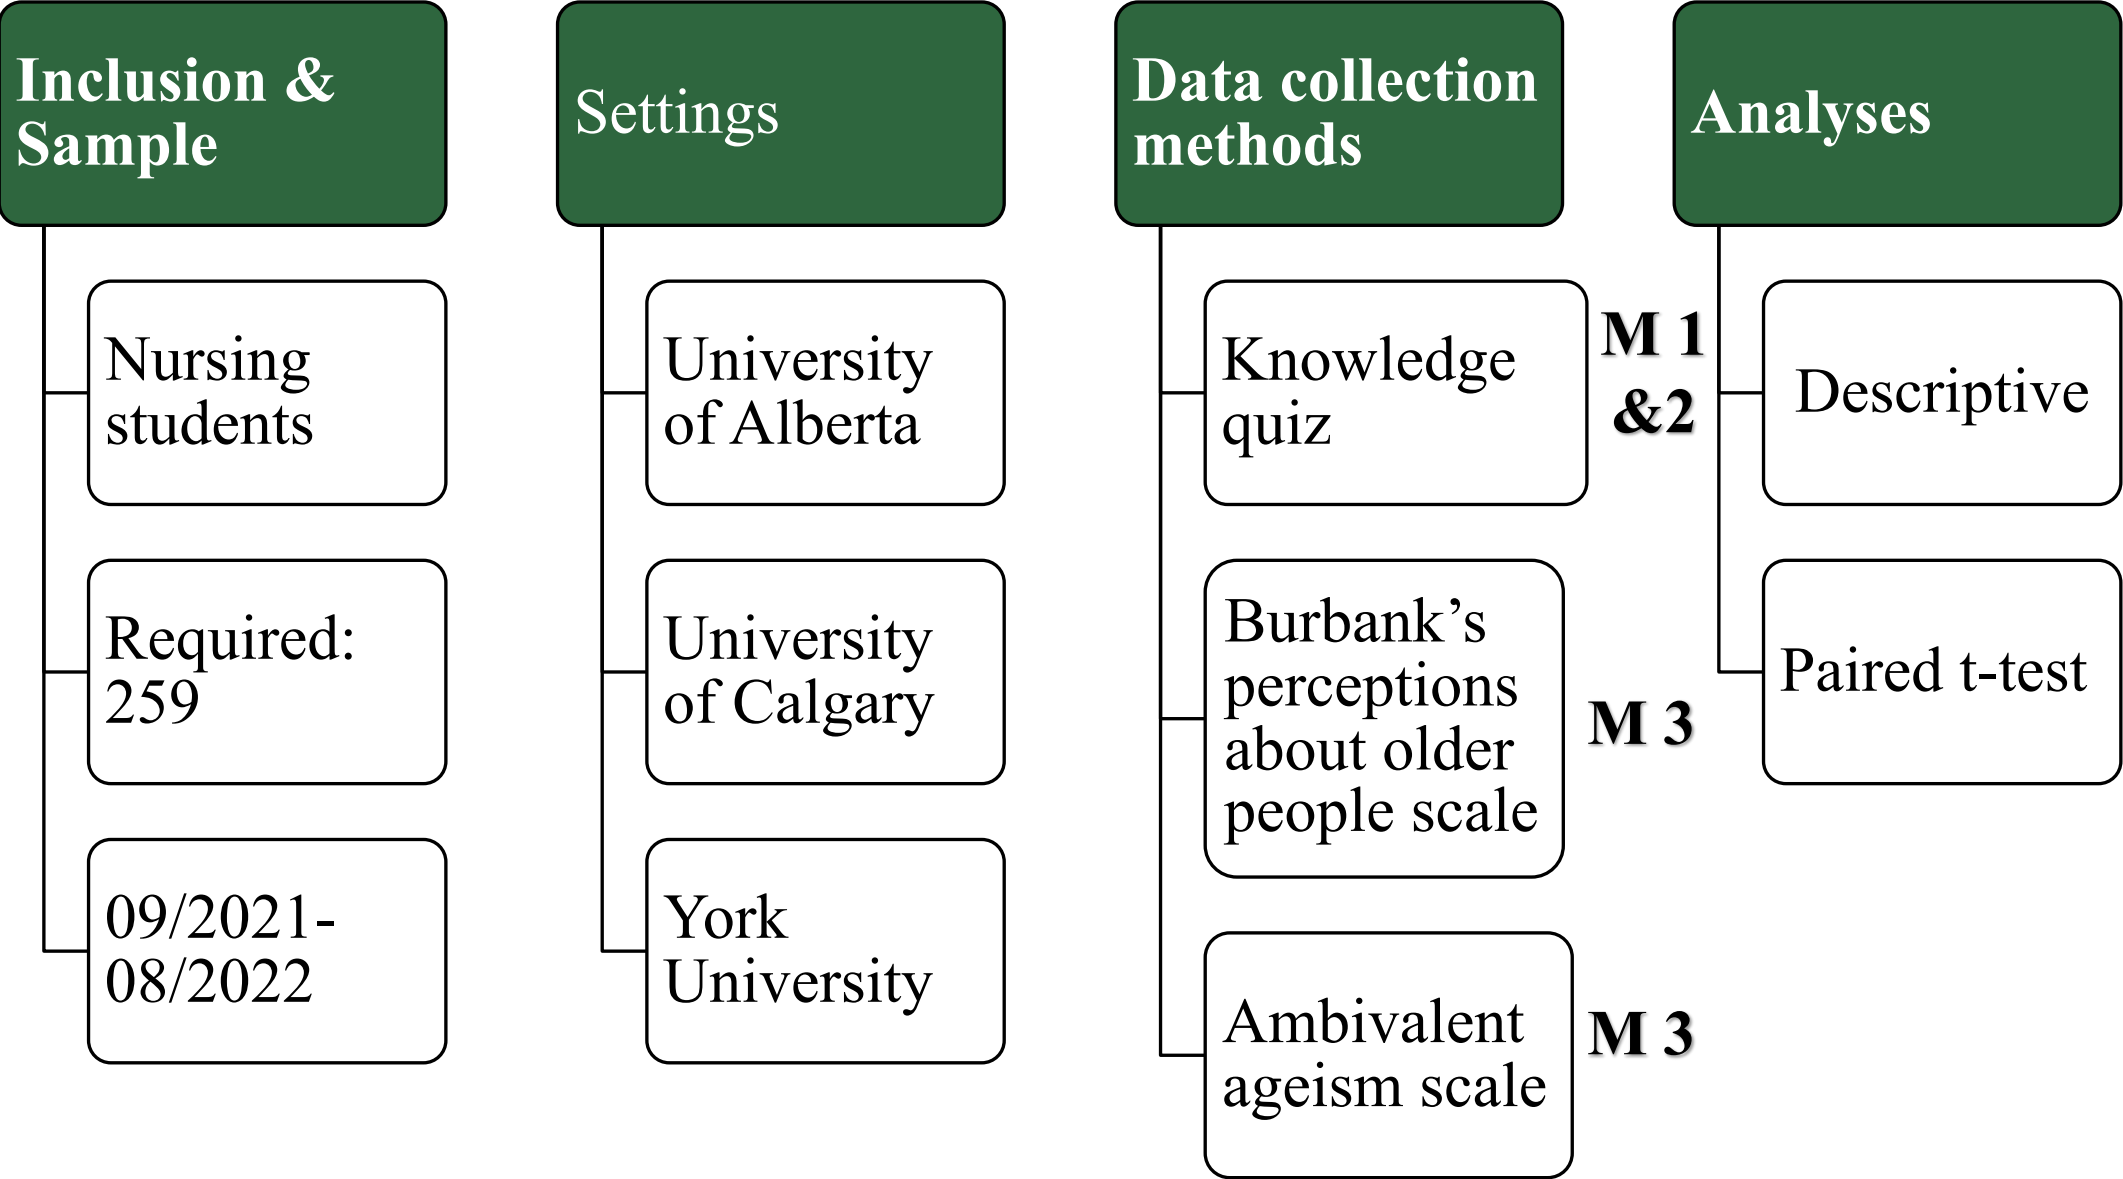 Inclusion &
Sample
Nursing
students
Required:
259
09/2021-
08/2022
Settings
University
of Alberta
University
of Calgary
York
University
Data collection
methods
Knowledge
quiz
M 1
&2
Burbank’s
perceptions
about older
people scale
M 3
Ambivalent
ageism scale
M 3
Analyses
Descriptive
Paired t-test